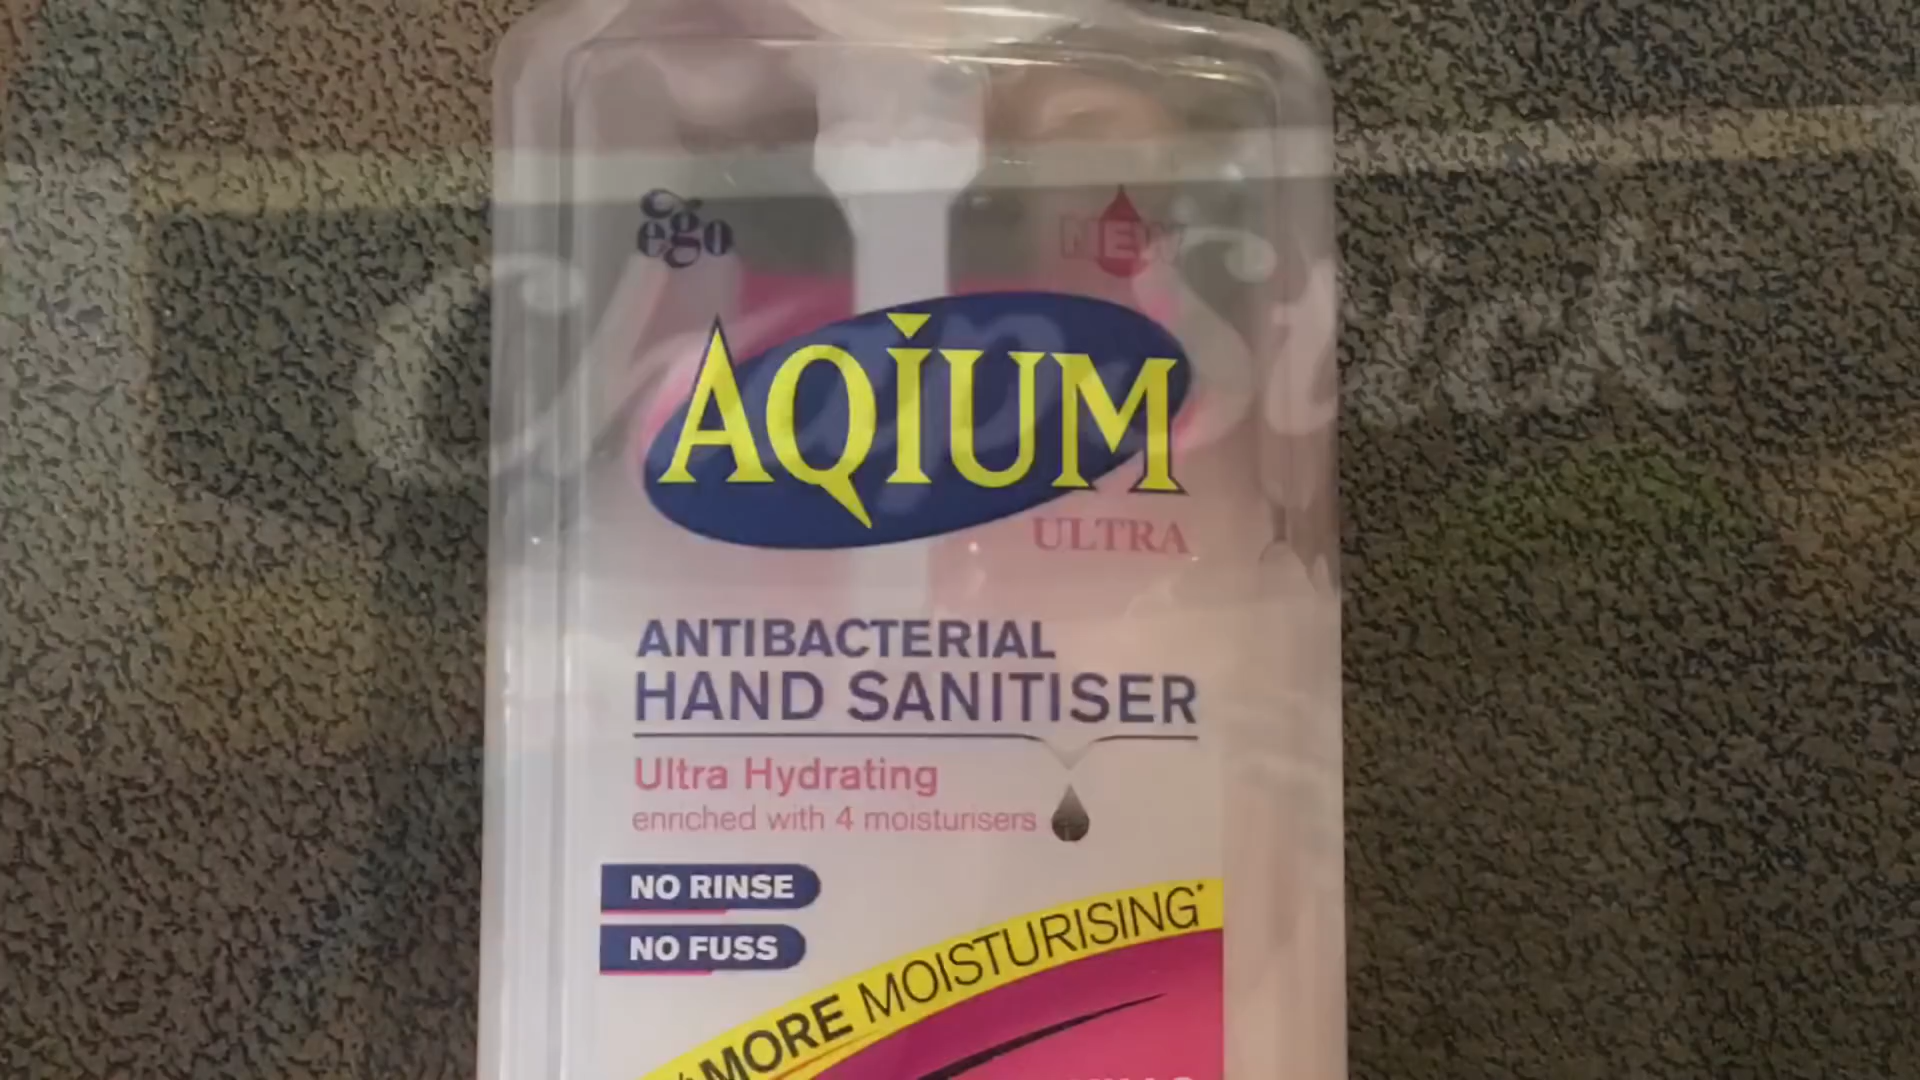 ego
NEW
ChapStick
AQIUM
ULTRA
ANTIBACTERIAL
HAND SANITISER
Ultra Hydrating
enriched with 4 moisturisers
NO RINSE
NO FUSS
MORE MOISTURISING*